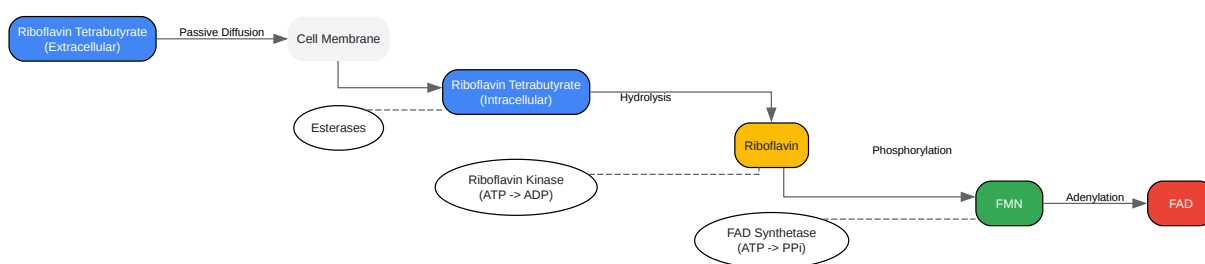 Riboflavin Tetrabutyrate
(Extracellular)
Passive Diffusion
Cell Membrane
Riboflavin Tetrabutyrate
(Intracellular)
Hydrolysis
Esterases
Riboflavin
Phosphorylation
Riboflavin Kinase
(ATP -> ADP)
FMN
Adenylation
FAD
FAD Synthetase
(ATP -> PPi)